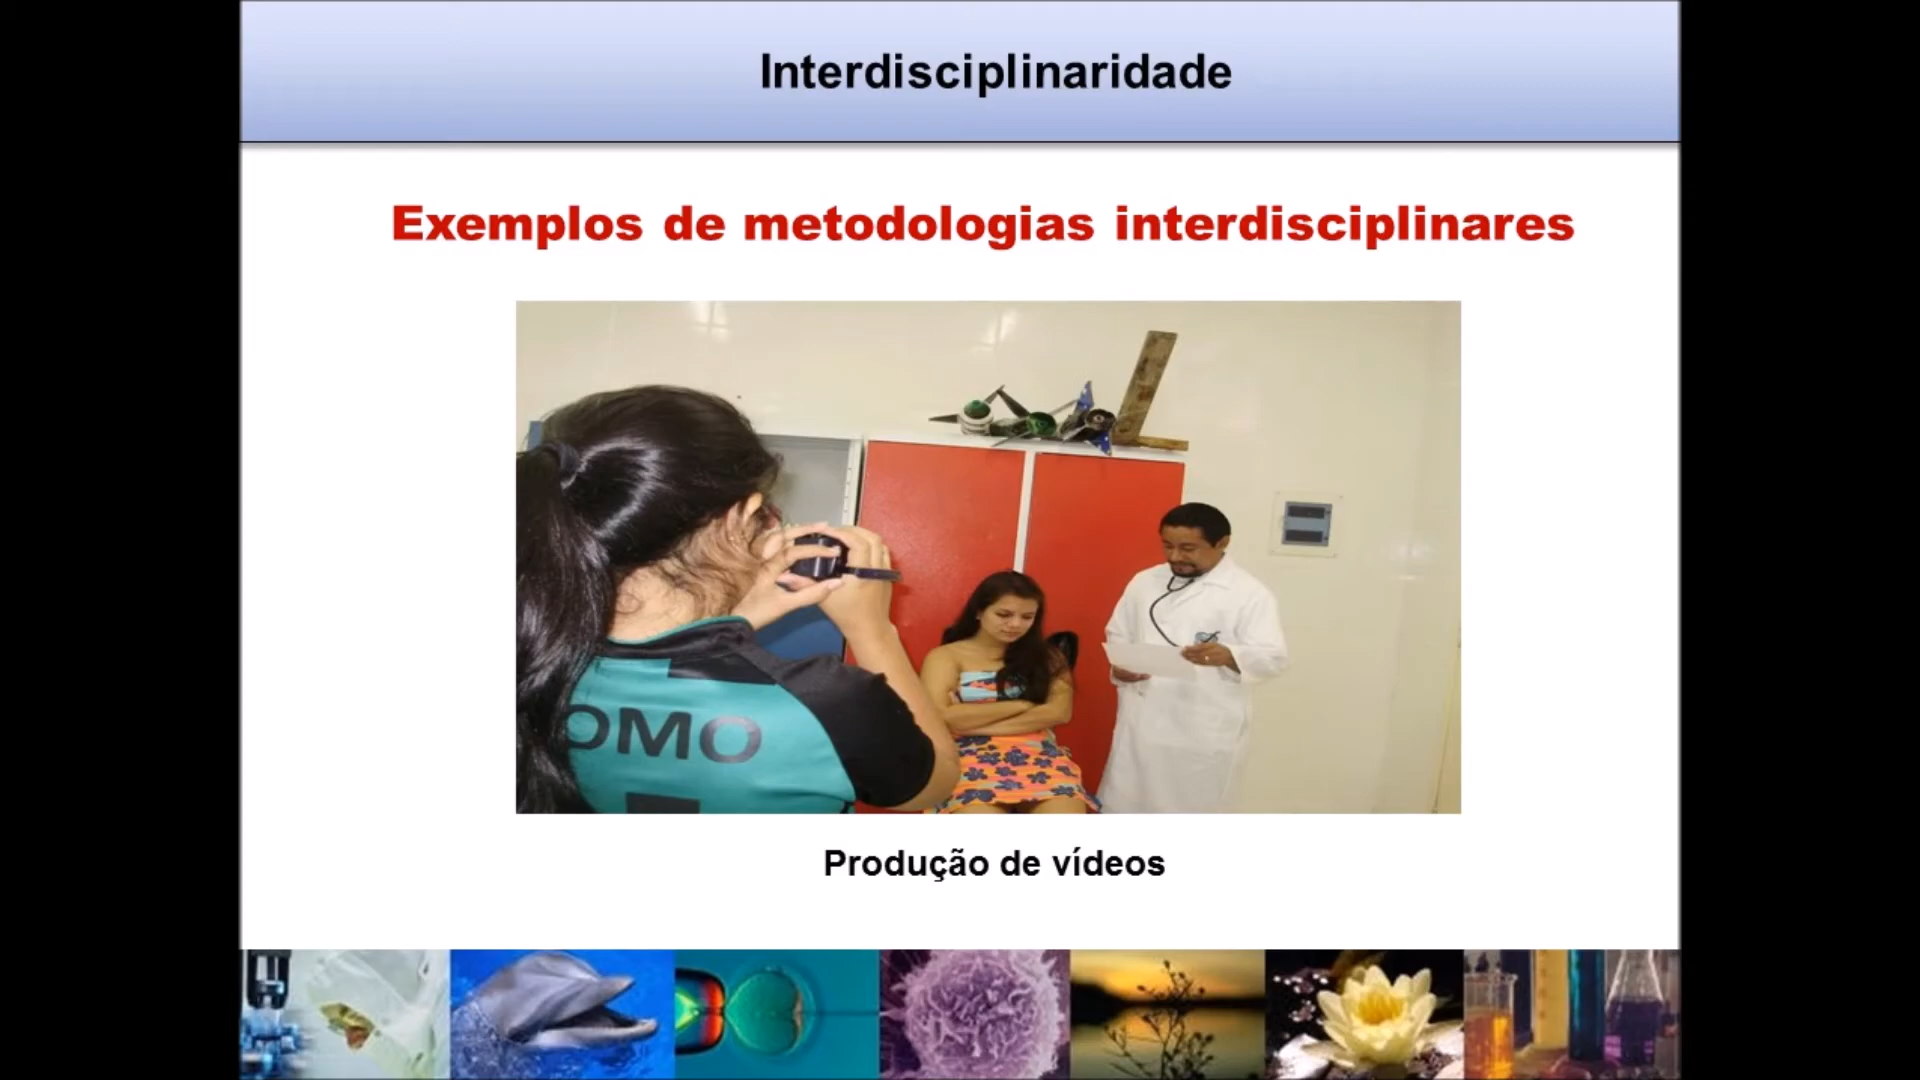 Interdisciplinaridade
Exemplos de metodologias interdisciplinares
OMO
Produção de vídeos